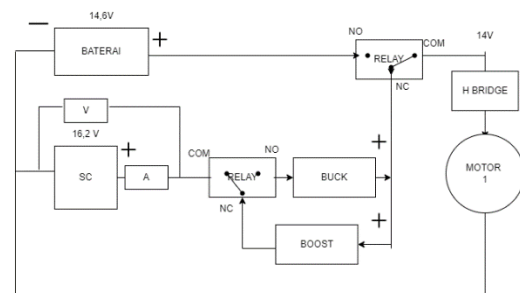 14,6V
— BATERAI +
NO RELAY COM
NC
14V
H BRIDGE
MOTOR
1
V
16,2 V
SC + A
COM RELAY NO
NC
BUCK +
BOOST +